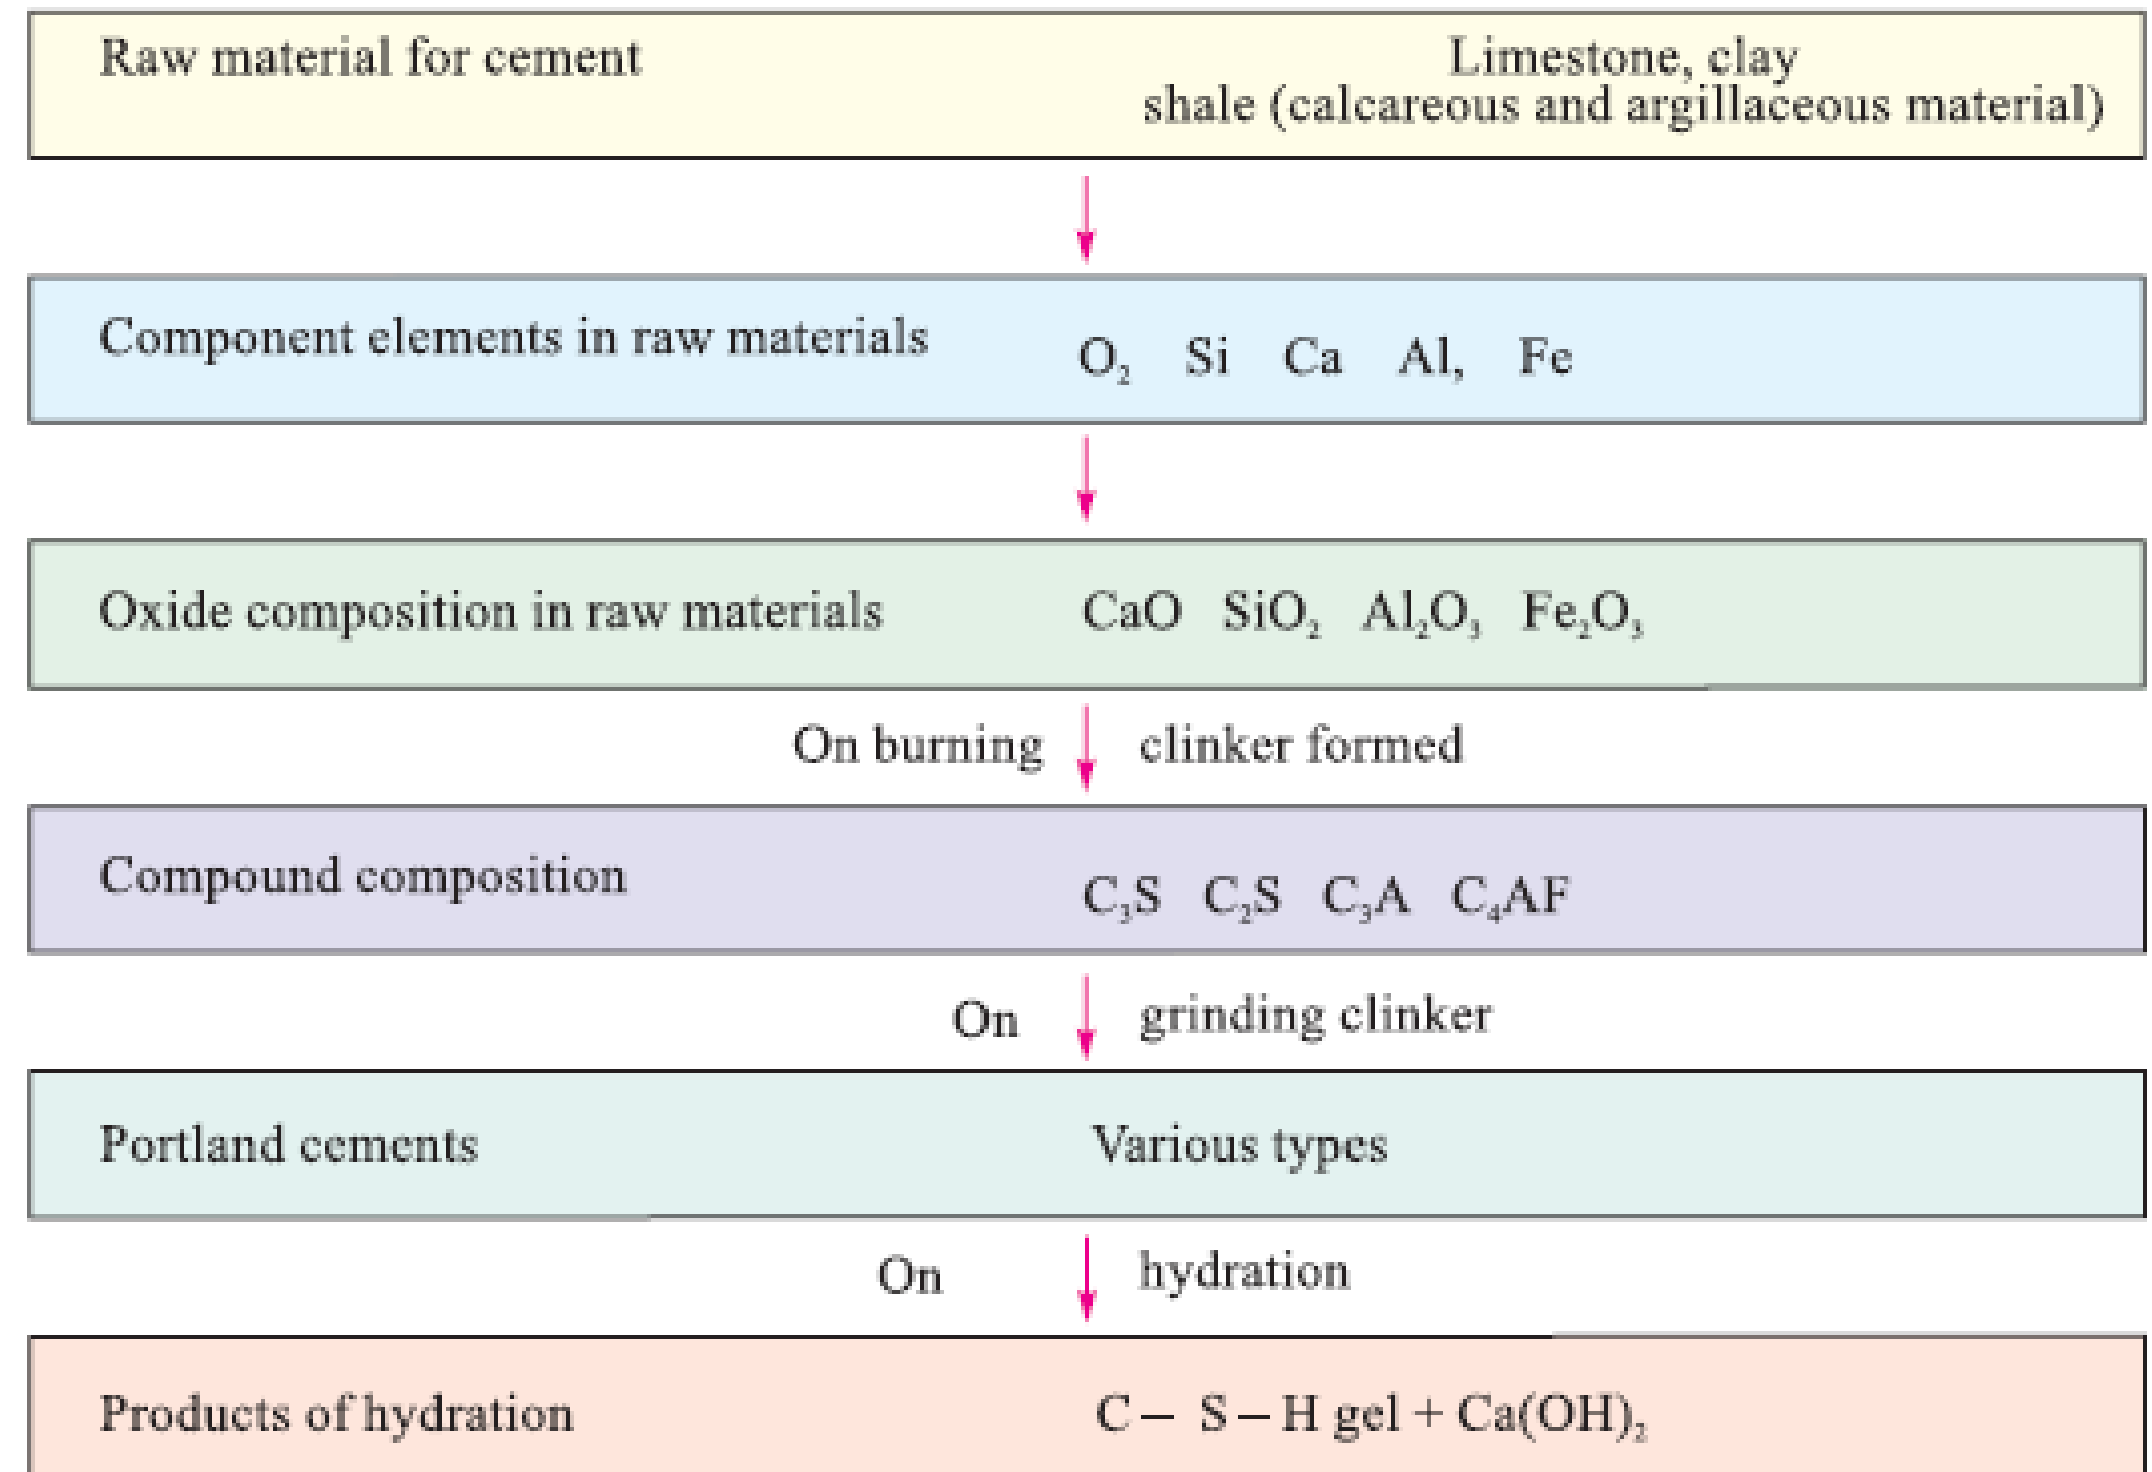 Raw material for cement
Limestone, clay
shale (calcareous and argillaceous material)
Component elements in raw materials O₂ Si Ca Al, Fe
Oxide composition in raw materials CaO SiO₂ Al₂O₃ Fe₂O₃
On burning clinker formed
Compound composition C₃S C₂S C₃A C₄AF
On grinding clinker
Portland cements Various types
On hydration
Products of hydration C – S – H gel + Ca(OH)₂